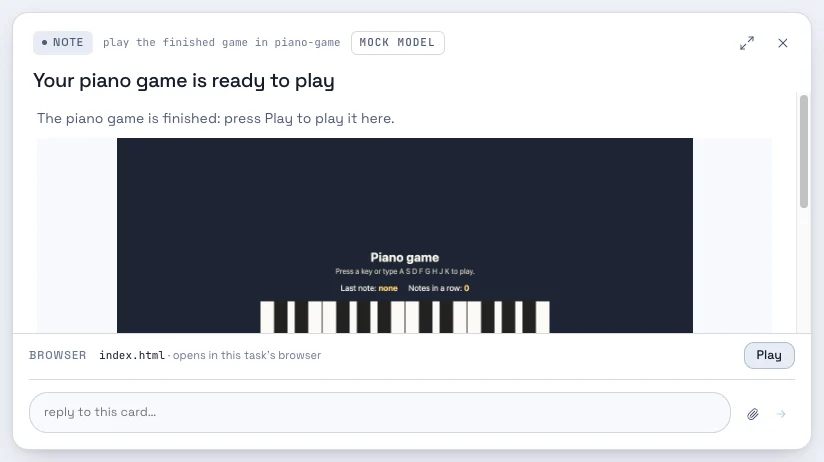 NOTE play the finished game in piano-game MOCK MODEL
Your piano game is ready to play
The piano game is finished: press Play to play it here.
Piano game
Press a key or type A S D F G H J K to play.
Last note: none Notes in a row: 0
BROWSER index.html · opens in this task's browser Play
reply to this card...